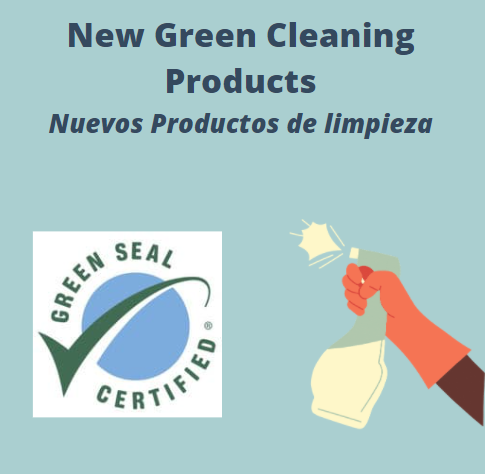 New Green Cleaning
Products
Nuevos Productos de limpieza
GREEN SEAL
CERTIFIED ®